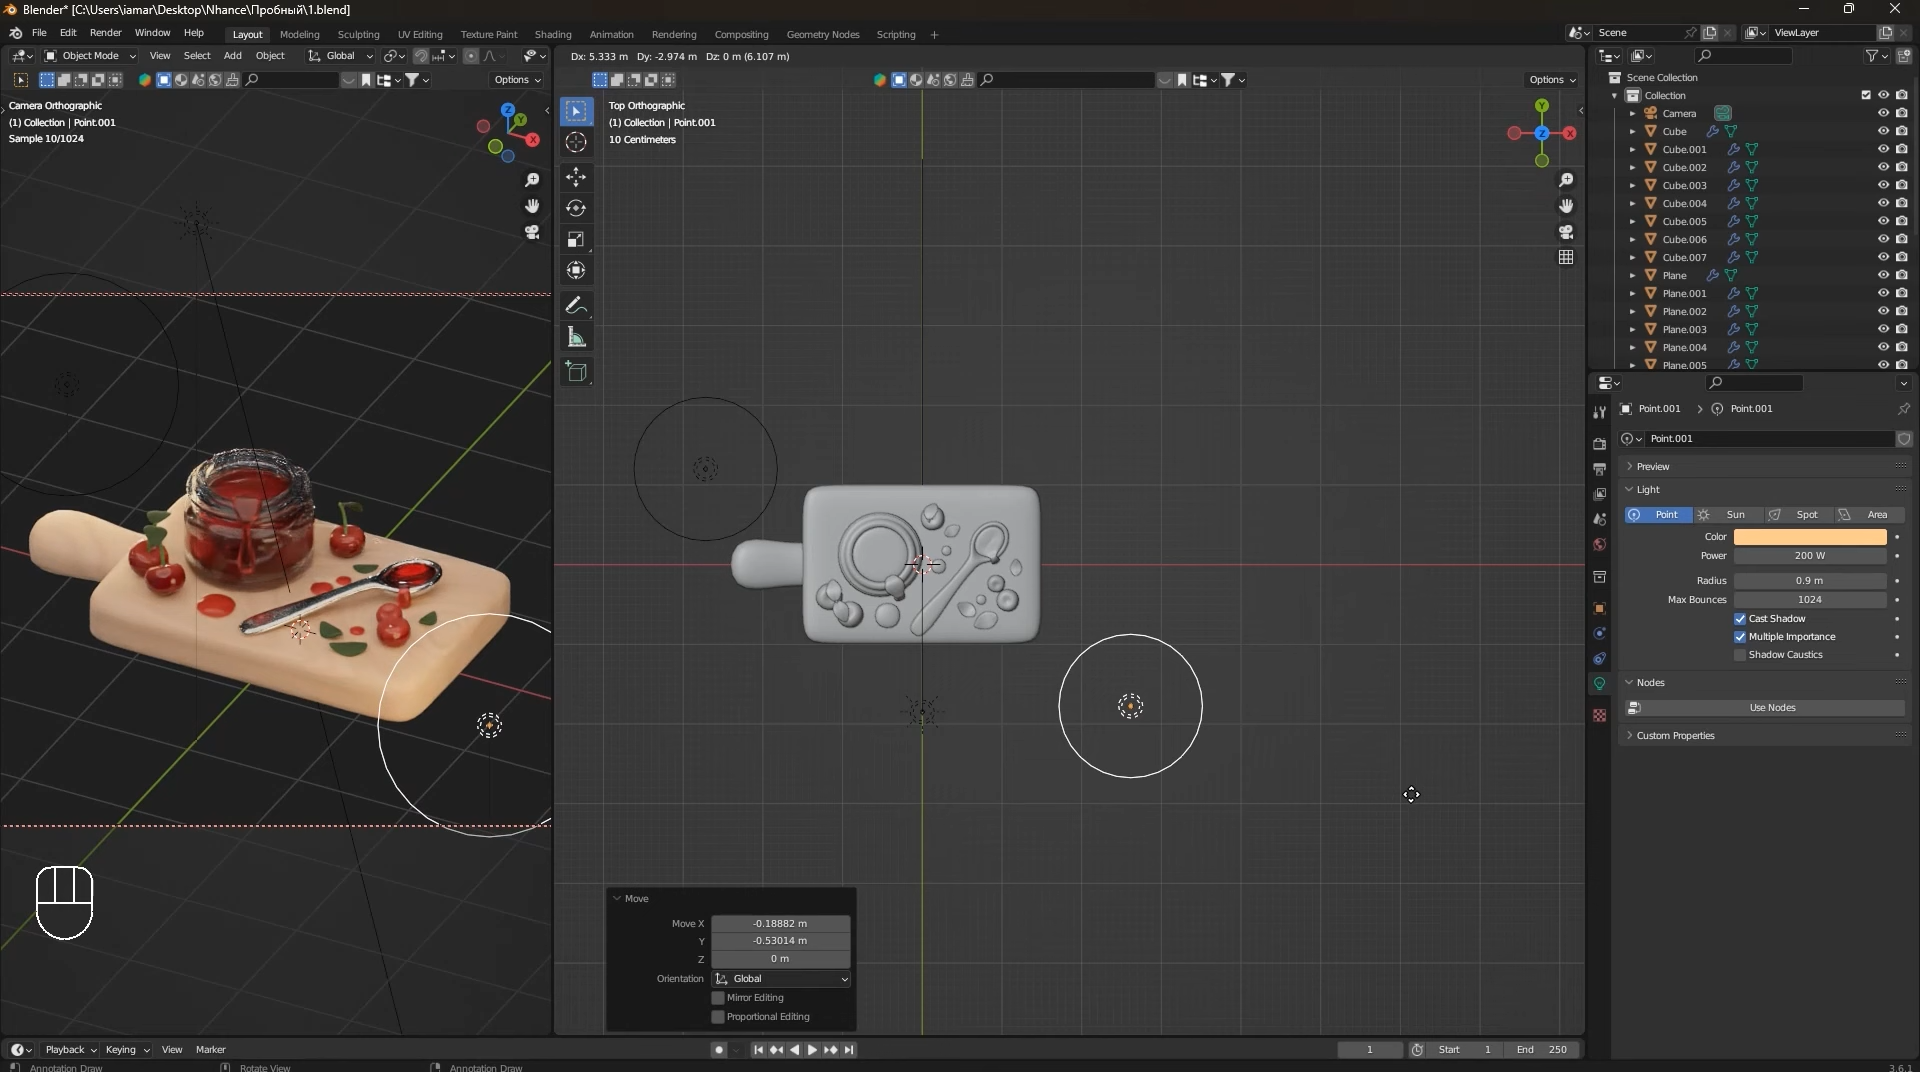 Blender* [C:\Users\iamar\Desktop\Nhance\Пробный\1.blend]
File Edit Render Window Help Layout Modeling Sculpting UV Editing Texture Paint Shading Animation Rendering Compositing Geometry Nodes Scripting + Scene ViewLayer
Object Mode View Select Add Object Global Dx: 5.333 m Dy: -2.974 m Dz: 0 m (6.107 m)
Options Options
Camera Orthographic
(1) Collection | Point.001
Sample 10/1024
Z Y X
Top Orthographic
(1) Collection | Point.001
10 Centimeters
Y Z X
Scene Collection
Collection
Camera
Cube
Cube.001
Cube.002
Cube.003
Cube.004
Cube.005
Cube.006
Cube.007
Plane
Plane.001
Plane.002
Plane.003
Plane.004
Plane.005
Point.001 > Point.001
Point.001
Preview
Light
Point Sun Spot Area
Color
Power 200 W
Radius 0.9 m
Max Bounces 1024
Cast Shadow
Multiple Importance
Shadow Caustics
Nodes
Use Nodes
Custom Properties
Move
Move X -0.18882 m
Y -0.53014 m
Z 0 m
Orientation Global
Mirror Editing
Proportional Editing
Playback Keying View Marker 1 Start 1 End 250
Annotation Draw Rotate View Annotation Draw 3.6.1